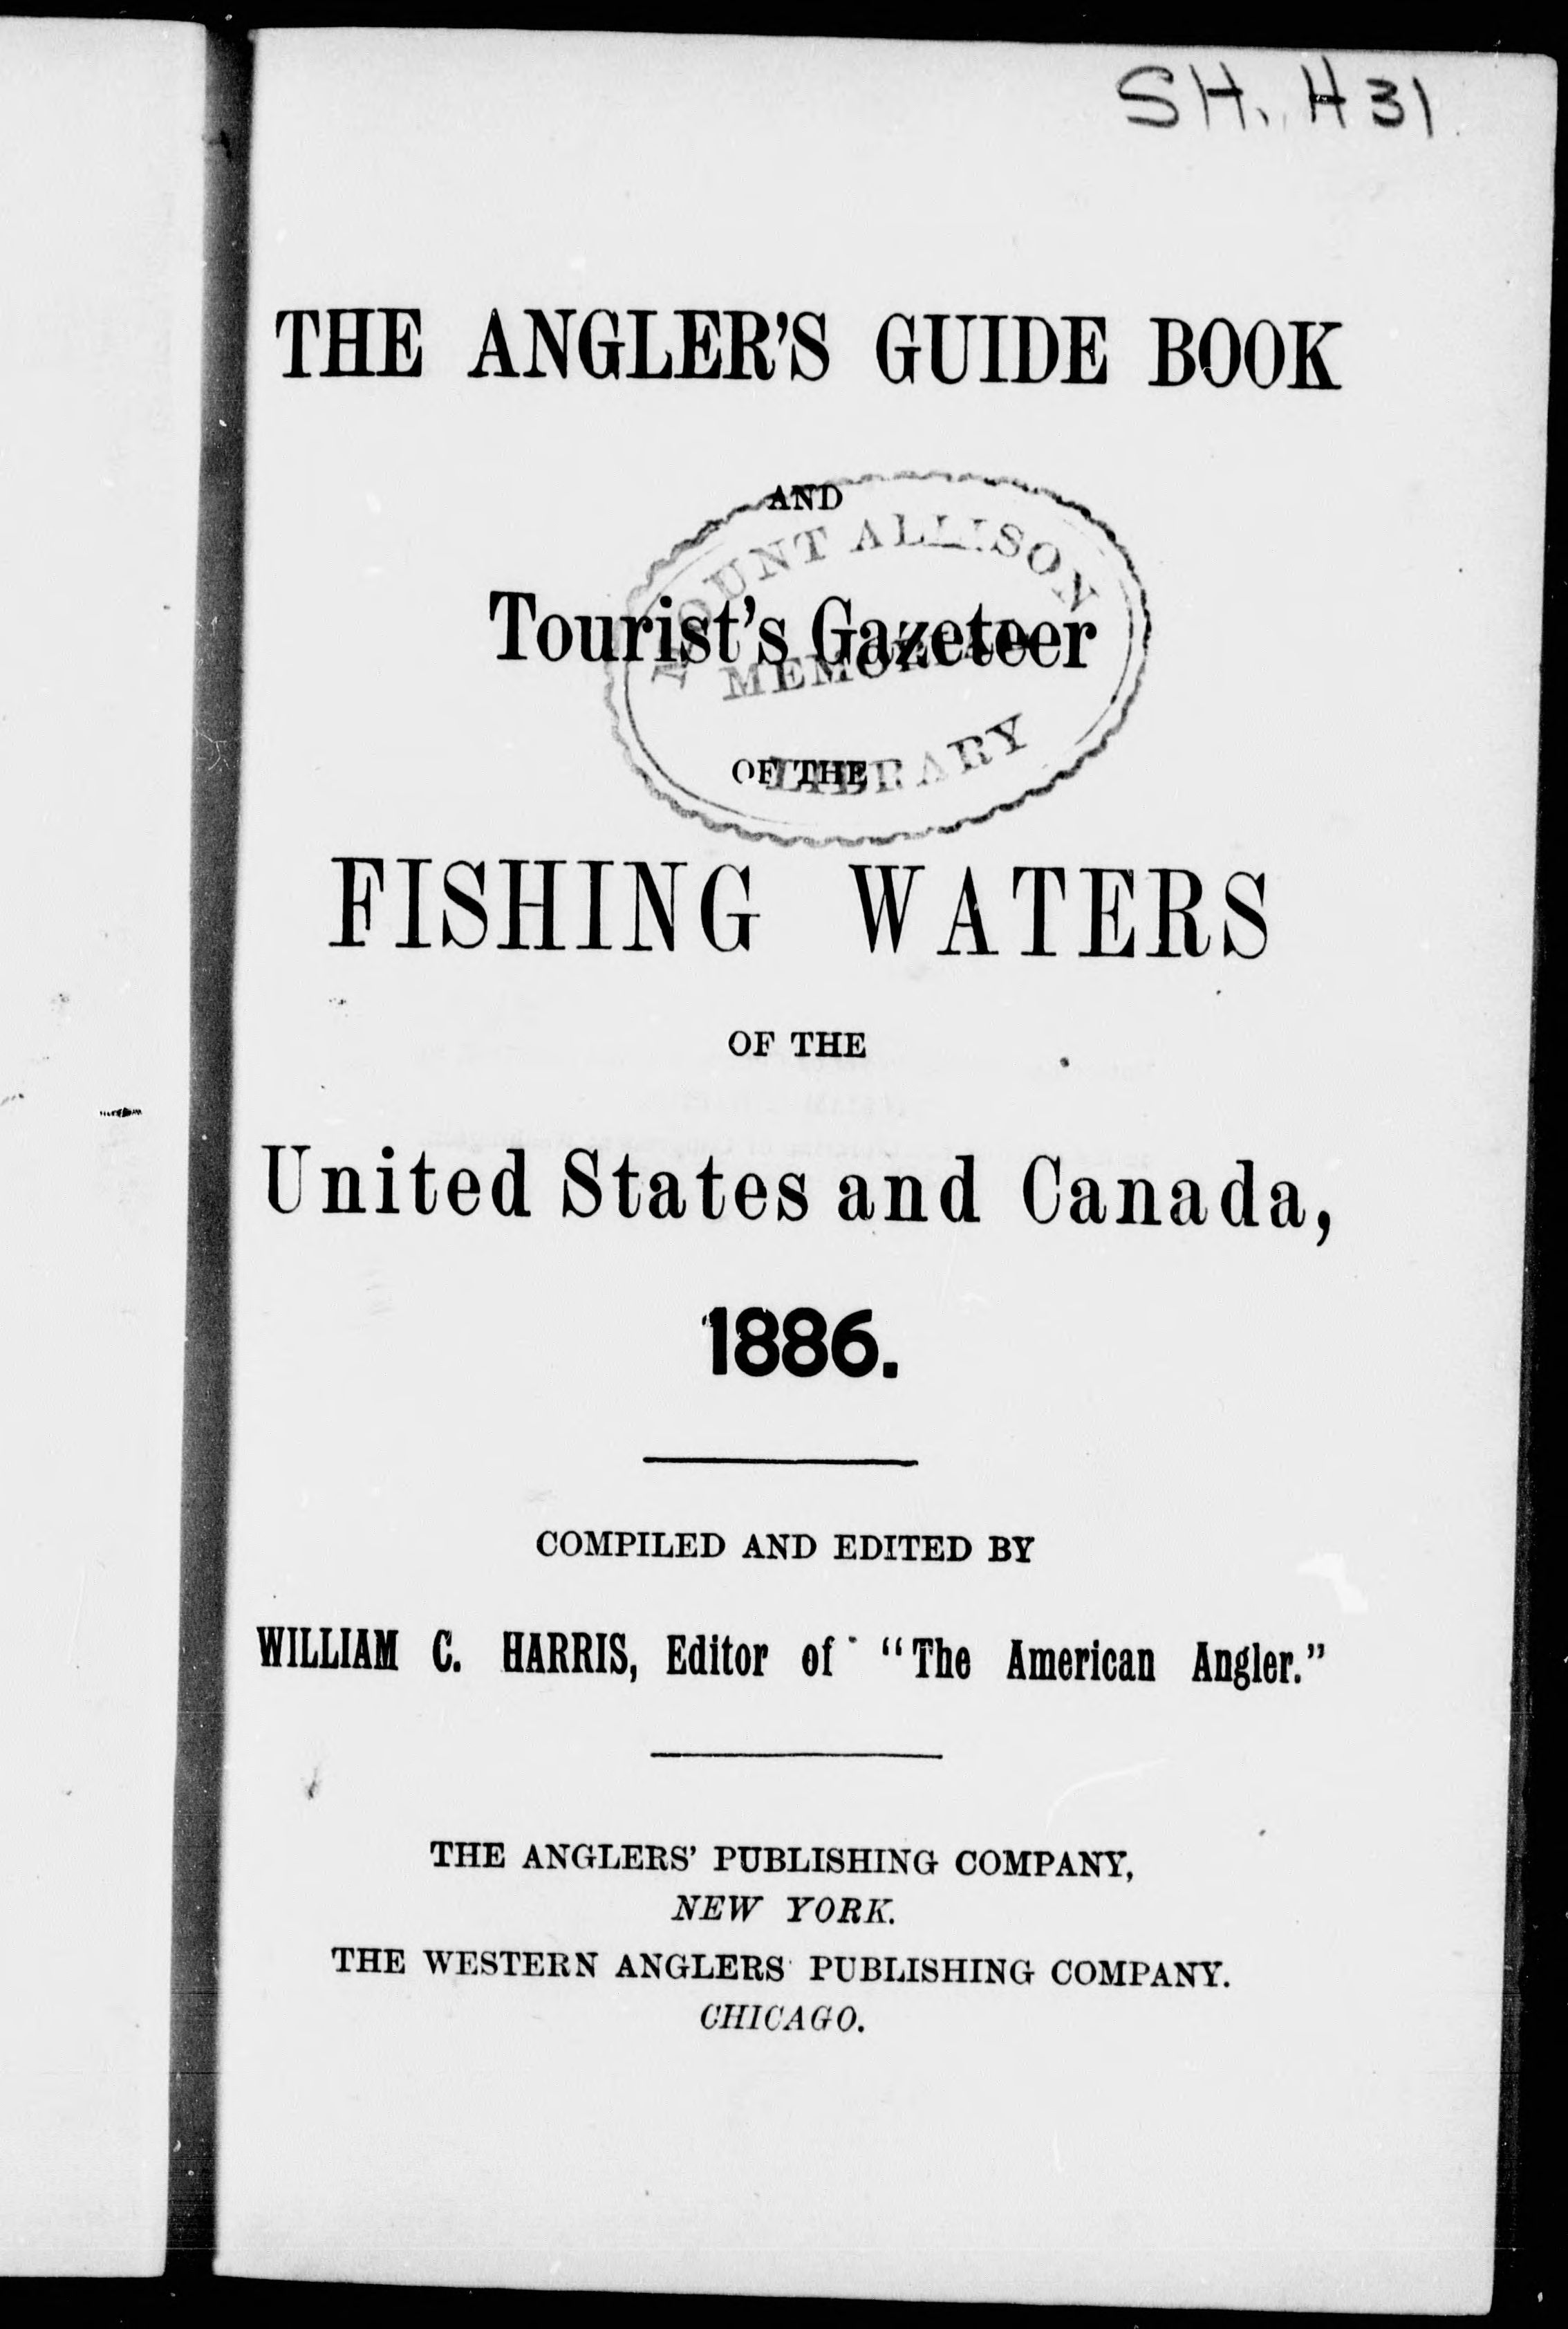 SH. H31
THE ANGLER'S GUIDE BOOK
AND
Tourist's Gazeteer
OF THE
FISHING WATERS
OF THE
United States and Canada,
1886.
COMPILED AND EDITED BY
WILLIAM C. HARRIS, Editor of "The American Angler."
THE ANGLERS' PUBLISHING COMPANY,
NEW YORK.
THE WESTERN ANGLERS PUBLISHING COMPANY.
CHICAGO.
MOUNT ALLISON
MEMORIAL
LIBRARY